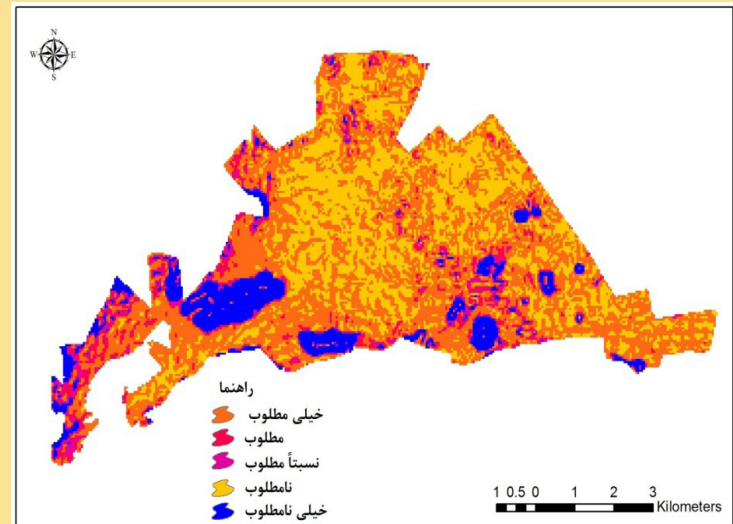 N
W E
S
راهنما
خیلی مطلوب
مطلوب
نسبتاً مطلوب
نامطلوب
خیلی نامطلوب
1 0.5 0 1 2 3
Kilometers